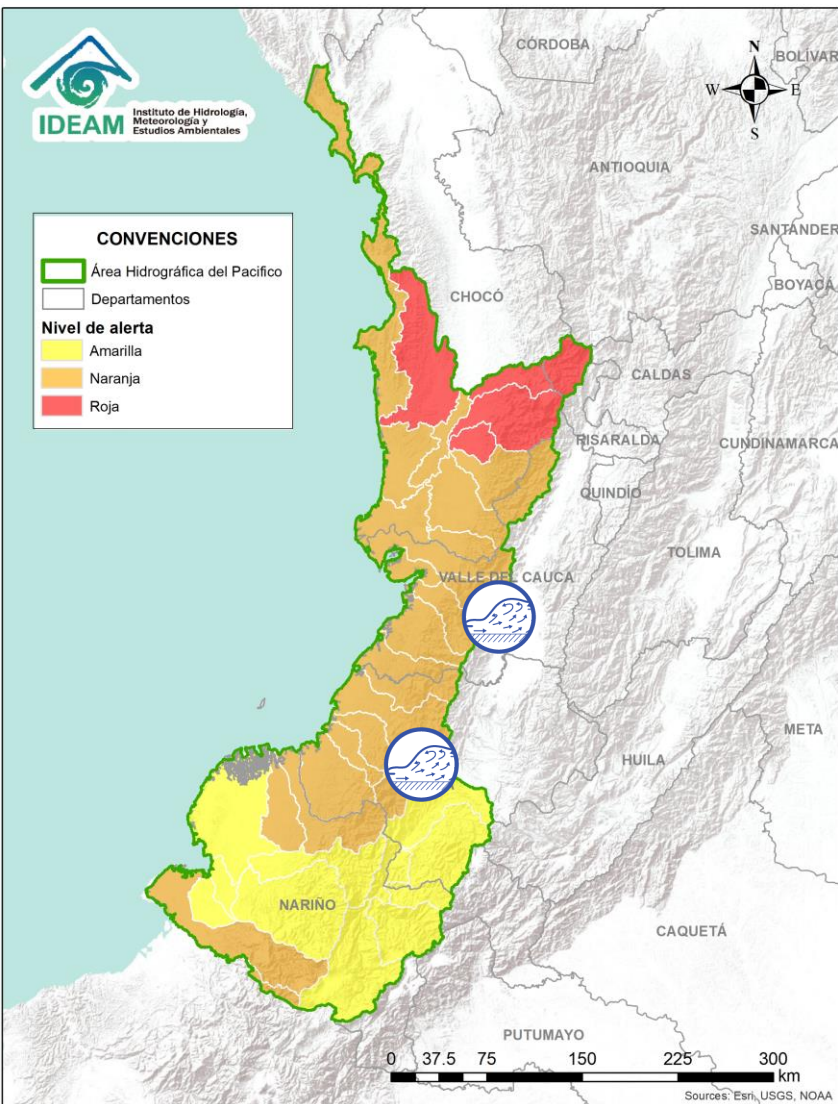 IDEAM
Instituto de Hidrología,
Meteorología y
Estudios Ambientales
CÓRDOBA
BOLÍVAR
N
W
E
S
ANTIOQUIA
SANTANDER
BOYACÁ
CONVENCIONES
Área Hidrográfica del Pacifico
Departamentos
Nivel de alerta
Amarilla
Naranja
Roja
CHOCÓ
CALDAS
RISARALDA
CUNDINAMARCA
QUINDÍO
TOLIMA
VALLE DEL CAUCA
META
HUILA
NARIÑO
CAQUETÁ
PUTUMAYO
0 37.5 75 150 225 300
km
Sources: Esri, USGS, NOAA